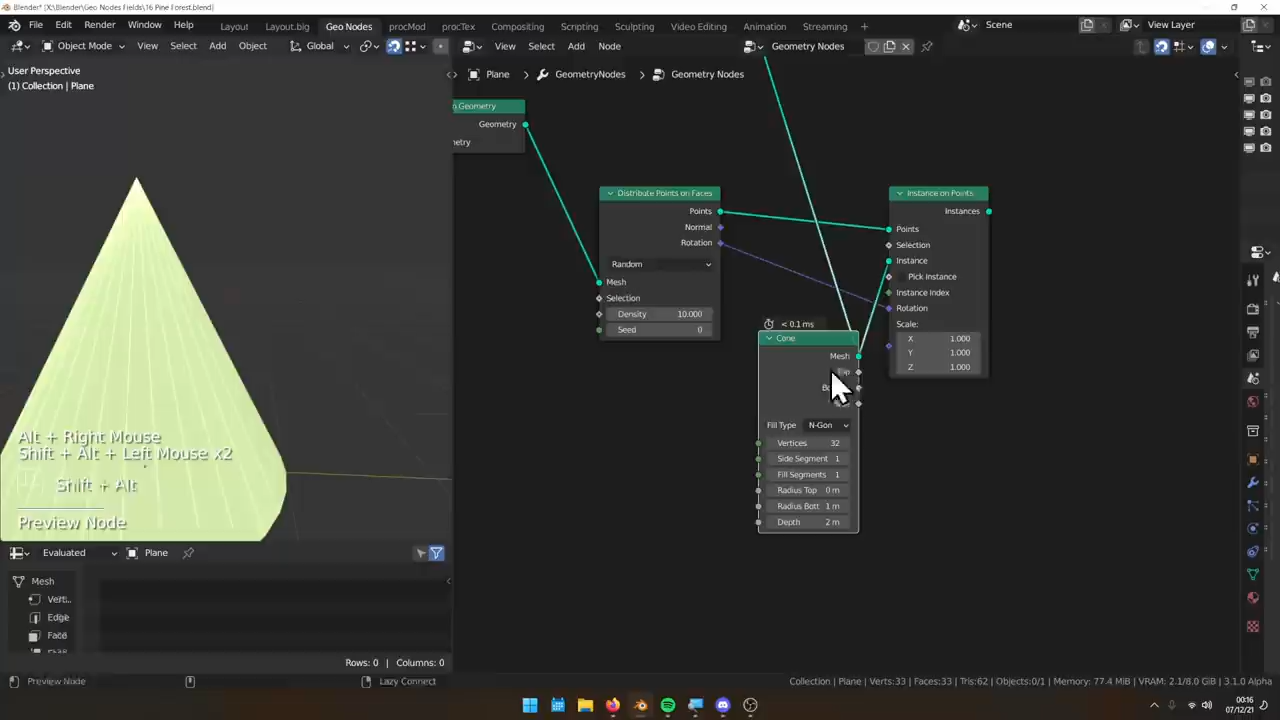 Blender* [X:\Blender\Geo Nodes Fields\16 Pine Forest.blend]
File Edit Render Window Help Layout Layout.big Geo Nodes procMod procTex Compositing Scripting Sculpting Video Editing Animation Streaming + Scene View Layer
Object Mode View Select Add Object Global View Select Add Node Geometry Nodes
User Perspective
(1) Collection | Plane
Plane > GeometryNodes > Geometry Nodes
o Geometry
Geometry
metry
Distribute Points on Faces
Points
Normal
Rotation
Random
Mesh
Selection
Density 10.000
Seed 0
Instance on Points
Instances
Points
Selection
Instance
Pick Instance
Instance Index
Rotation
Scale:
X 1.000
Y 1.000
Z 1.000
< 0.1 ms
Cone
Mesh
Fill Type N-Gon
Vertices 32
Side Segment 1
Fill Segments 1
Radius Top 0 m
Radius Bott 1 m
Depth 2 m
Alt + Right Mouse
Shift + Alt + Left Mouse x2
Shift + Alt
Preview Node
Evaluated Plane
Mesh
Vert..
Edge
Face
Rows: 0 | Columns: 0
Preview Node Lazy Connect
Collection | Plane | Verts:33 | Faces:33 | Tris:62 | Objects:0/1 | Memory: 77.4 MiB | VRAM: 2.1/8.0 GiB | 3.1.0 Alpha
00:16
07/12/21